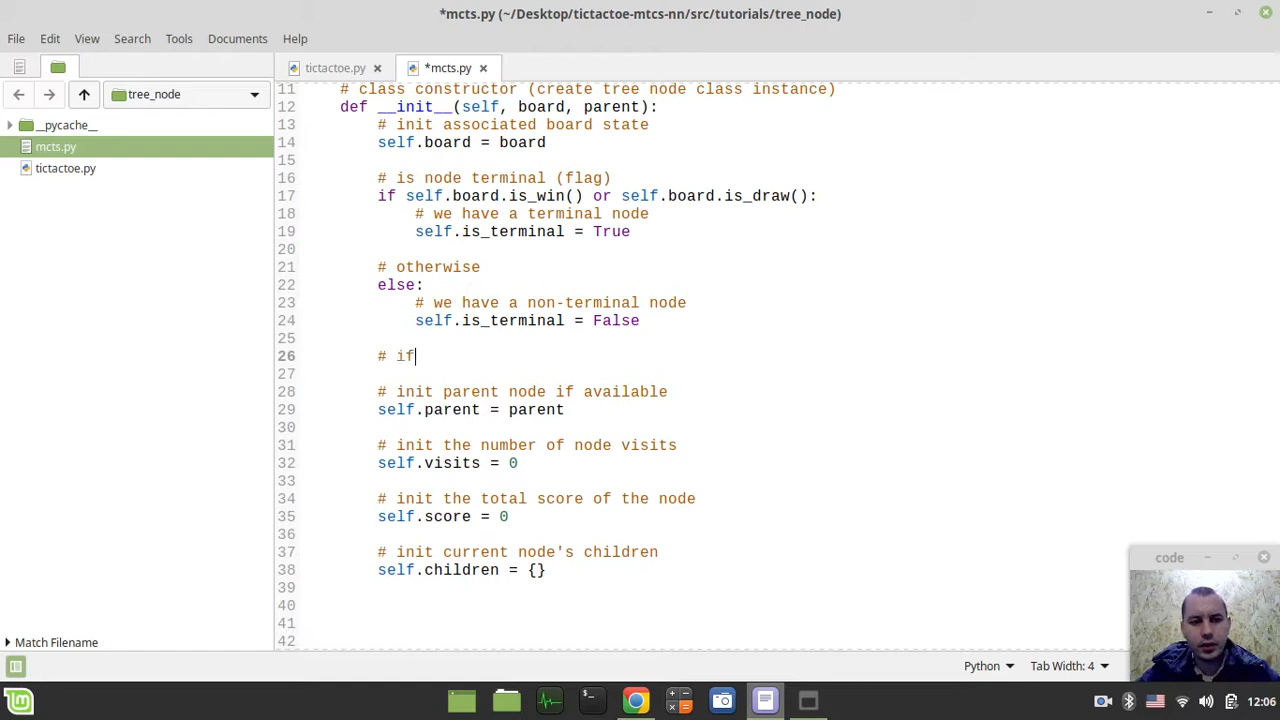 *mcts.py (~/Desktop/tictactoe-mtcs-nn/src/tutorials/tree_node)
File Edit View Search Tools Documents Help
tictactoe.py *mcts.py
tree_node
__pycache__
mcts.py
tictactoe.py
11 # class constructor (create tree node class instance)
12 def __init__(self, board, parent):
13 # init associated board state
14 self.board = board
15
16 # is node terminal (flag)
17 if self.board.is_win() or self.board.is_draw():
18 # we have a terminal node
19 self.is_terminal = True
20
21 # otherwise
22 else:
23 # we have a non-terminal node
24 self.is_terminal = False
25
26 # if
27
28 # init parent node if available
29 self.parent = parent
30
31 # init the number of node visits
32 self.visits = 0
33
34 # init the total score of the node
35 self.score = 0
36
37 # init current node's children
38 self.children = {}
39
40
41
42
code
Match Filename
Python Tab Width: 4
12:06